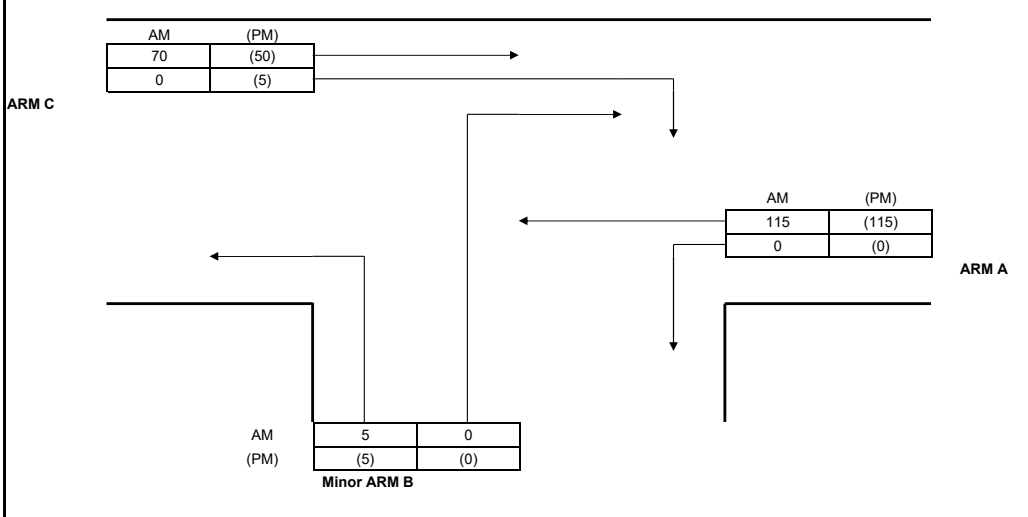 AM (PM)
70 (50)
0 (5)
ARM C
AM (PM)
115 (115)
0 (0)
ARM A
AM 5 0
(PM) (5) (0)
Minor ARM B